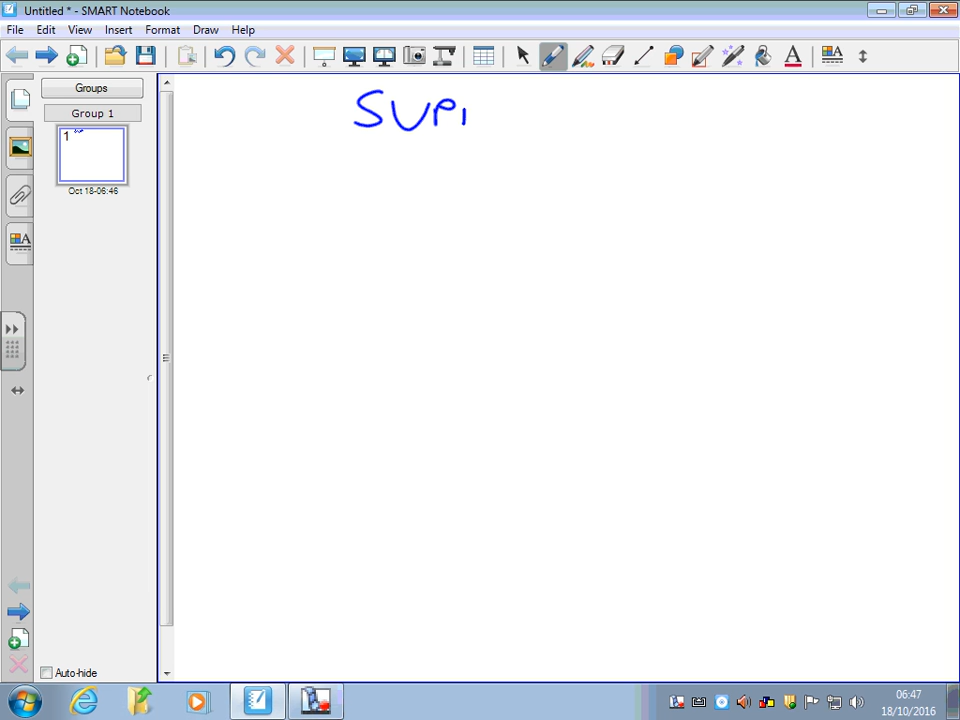 Untitled * - SMART Notebook
File Edit View Insert Format Draw Help
Groups
Group 1
1
Oct 18-06:46
SUPI
Auto-hide
06:47
18/10/2016